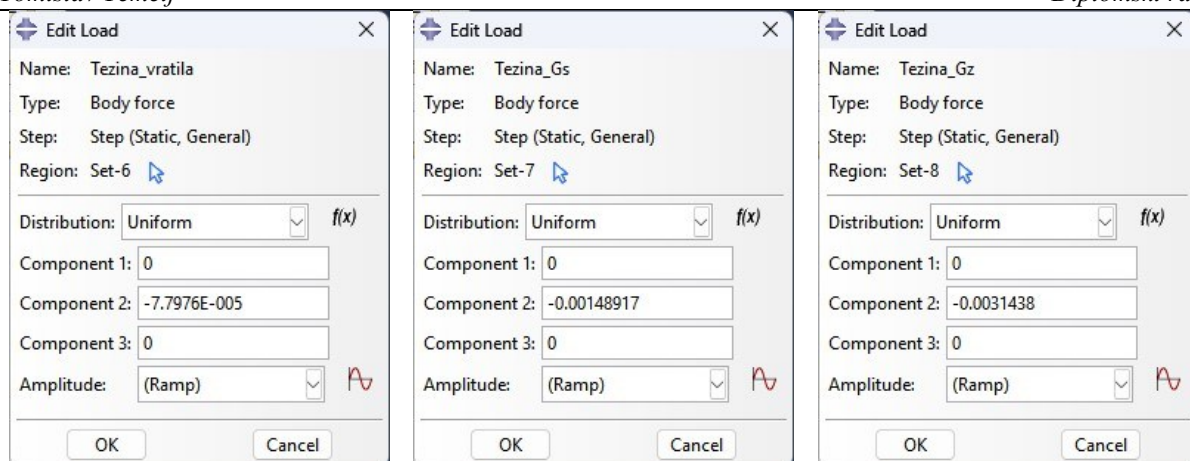 Edit Load
Name: Tezina_vratila
Type: Body force
Step: Step (Static, General)
Region: Set-6
Distribution: Uniform f(x)
Component 1: 0
Component 2: -7.7976E-005
Component 3: 0
Amplitude: (Ramp)
OK Cancel
Edit Load
Name: Tezina_Gs
Type: Body force
Step: Step (Static, General)
Region: Set-7
Distribution: Uniform f(x)
Component 1: 0
Component 2: -0.00148917
Component 3: 0
Amplitude: (Ramp)
OK Cancel
Edit Load
Name: Tezina_Gz
Type: Body force
Step: Step (Static, General)
Region: Set-8
Distribution: Uniform f(x)
Component 1: 0
Component 2: -0.0031438
Component 3: 0
Amplitude: (Ramp)
OK Cancel